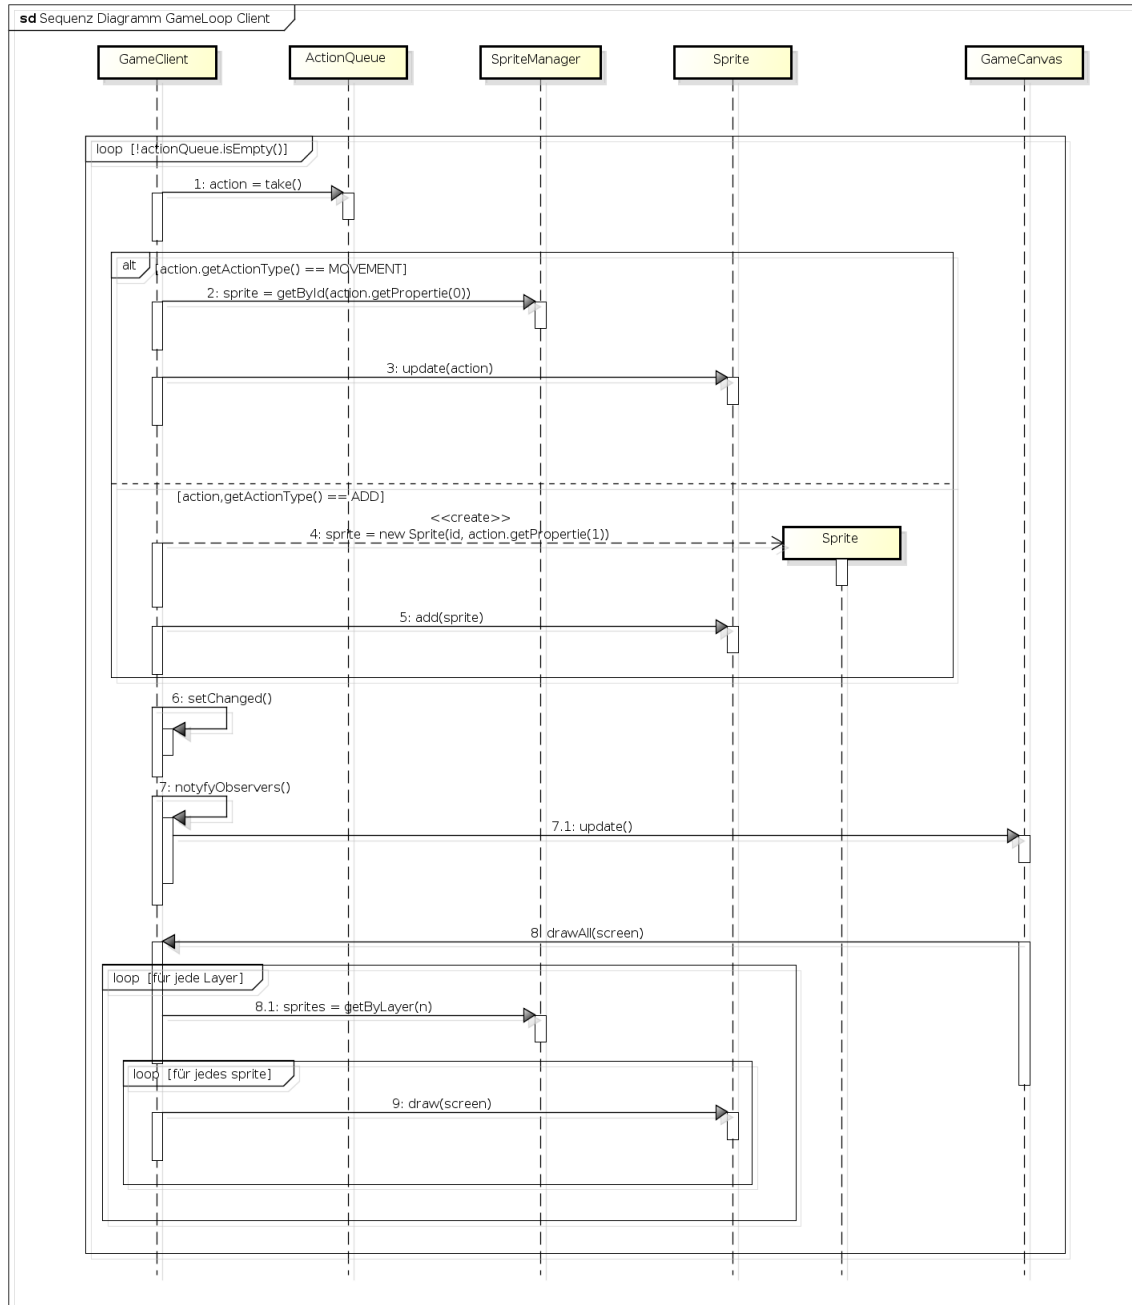 sd Sequenz Diagramm GameLoop Client
GameClient
ActionQueue
SpriteManager
Sprite
GameCanvas
loop [!actionQueue.isEmpty()]
1: action = take()
alt
[action.getActionType() == MOVEMENT]
2: sprite = getById(action.getPropertie(0))
3: update(action)
[action,getActionType() == ADD]
<<create>>
4: sprite = new Sprite(id, action.getPropertie(1))
Sprite
5: add(sprite)
6: setChanged()
7: notyfyObservers()
7.1: update()
8: drawAll(screen)
loop [für jede Layer]
8.1: sprites = getByLayer(n)
loop [für jedes sprite]
9: draw(screen)